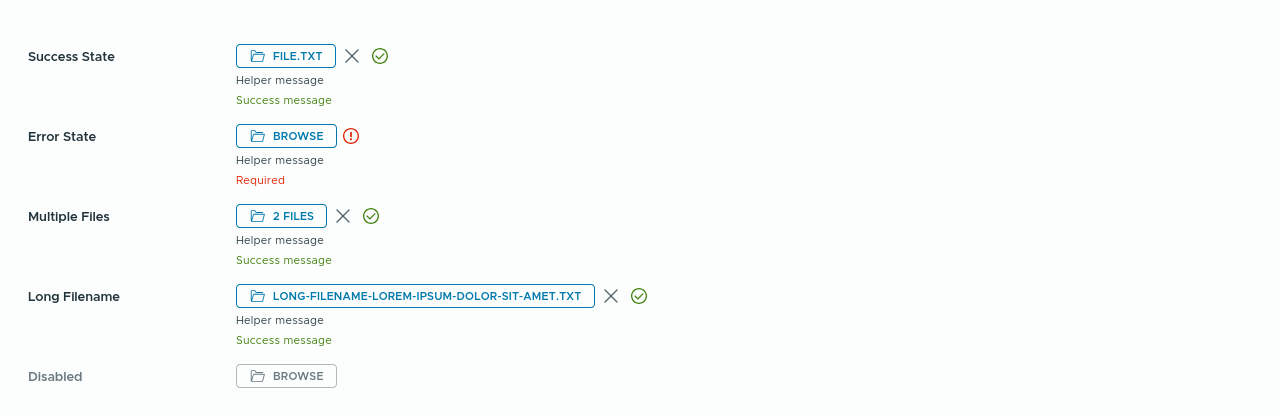 Success State
FILE.TXT
Helper message
Success message
Error State
BROWSE
Helper message
Required
Multiple Files
2 FILES
Helper message
Success message
Long Filename
LONG-FILENAME-LOREM-IPSUM-DOLOR-SIT-AMET.TXT
Helper message
Success message
Disabled
BROWSE